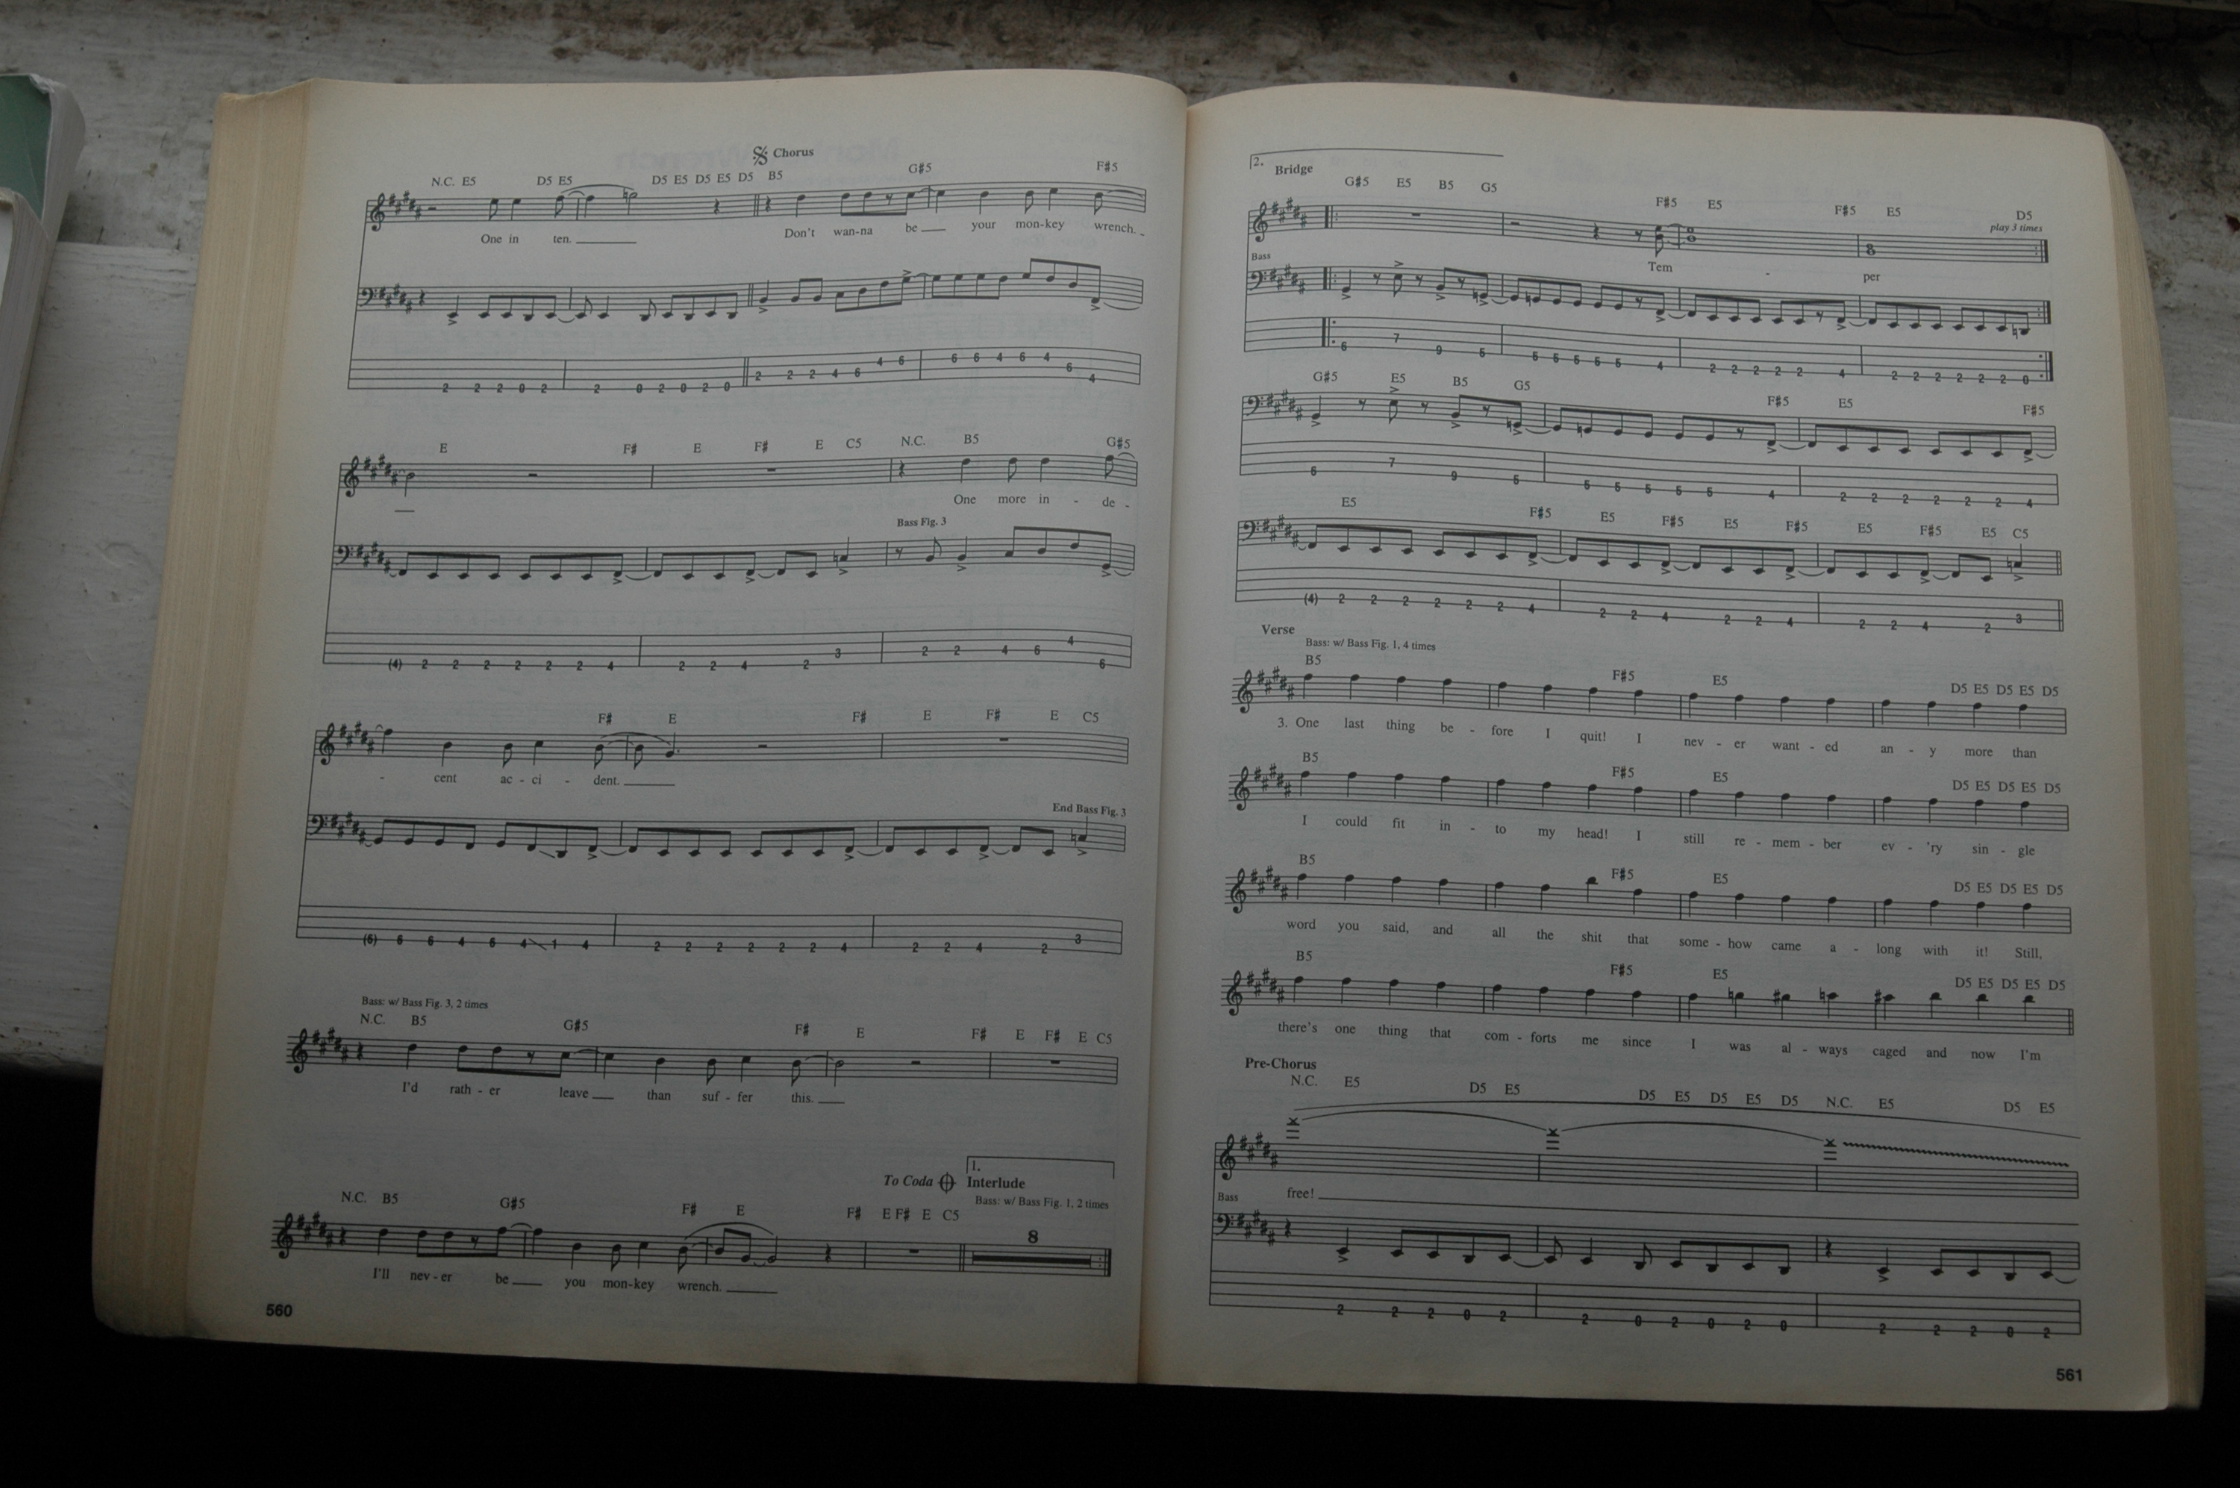 𝄋 Chorus
N.C. E5 D5 E5 D5 E5 D5 E5 D5 B5 G♯5 F♯5
One in ten. Don't wan-na be your mon-key wrench.
2 2 2 0 2 2 0 2 0 2 0 2 2 2 4 6 4 6 6 6 4 6 4 6 4
E F♯ E F♯ E C5 N.C. B5 G♯5
One more in - de -
Bass Fig. 3
(4) 2 2 2 2 2 2 4 2 2 4 2 3 2 2 4 6 4 6
F♯ E F♯ E F♯ E C5
- cent ac - ci - dent.
End Bass Fig. 3
(6) 6 6 4 6 4 1 4 2 2 2 2 2 2 4 2 2 4 2 3
Bass: w/ Bass Fig. 3, 2 times
N.C. B5 G♯5 F♯ E F♯ E F♯ E C5
I'd rath - er leave than suf - fer this.
To Coda 1. Interlude
Bass: w/ Bass Fig. 1, 2 times
N.C. B5 G♯5 F♯ E F♯ E F♯ E C5
8
I'll nev - er be you mon-key wrench.
560
2. Bridge
G♯5 E5 B5 G5 F♯5 E5 F♯5 E5 D5
play 3 times
Tem - per
Bass
6 7 9 5 5 5 5 5 5 4 2 2 2 2 2 4 2 2 2 2 2 2 0
G♯5 E5 B5 G5 F♯5 E5 F♯5
6 7 9 5 5 5 5 5 5 4 2 2 2 2 2 2 4
E5 F♯5 E5 F♯5 E5 F♯5 E5 F♯5 E5 C5
(4) 2 2 2 2 2 2 4 2 2 4 2 2 4 2 2 4 2 3
Verse
Bass: w/ Bass Fig. 1, 4 times
B5 F♯5 E5 D5 E5 D5 E5 D5
3. One last thing be - fore I quit! I nev - er want - ed an - y more than
B5 F♯5 E5 D5 E5 D5 E5 D5
I could fit in - to my head! I still re - mem - ber ev - 'ry sin - gle
B5 F♯5 E5 D5 E5 D5 E5 D5
word you said, and all the shit that some - how came a - long with it! Still,
B5 F♯5 E5 D5 E5 D5 E5 D5
there's one thing that com - forts me since I was al - ways caged and now I'm
Pre-Chorus
N.C. E5 D5 E5 D5 E5 D5 E5 D5 N.C. E5 D5 E5
free!
Bass
2 2 2 0 2 2 0 2 0 2 0 2 2 2 0 2
561